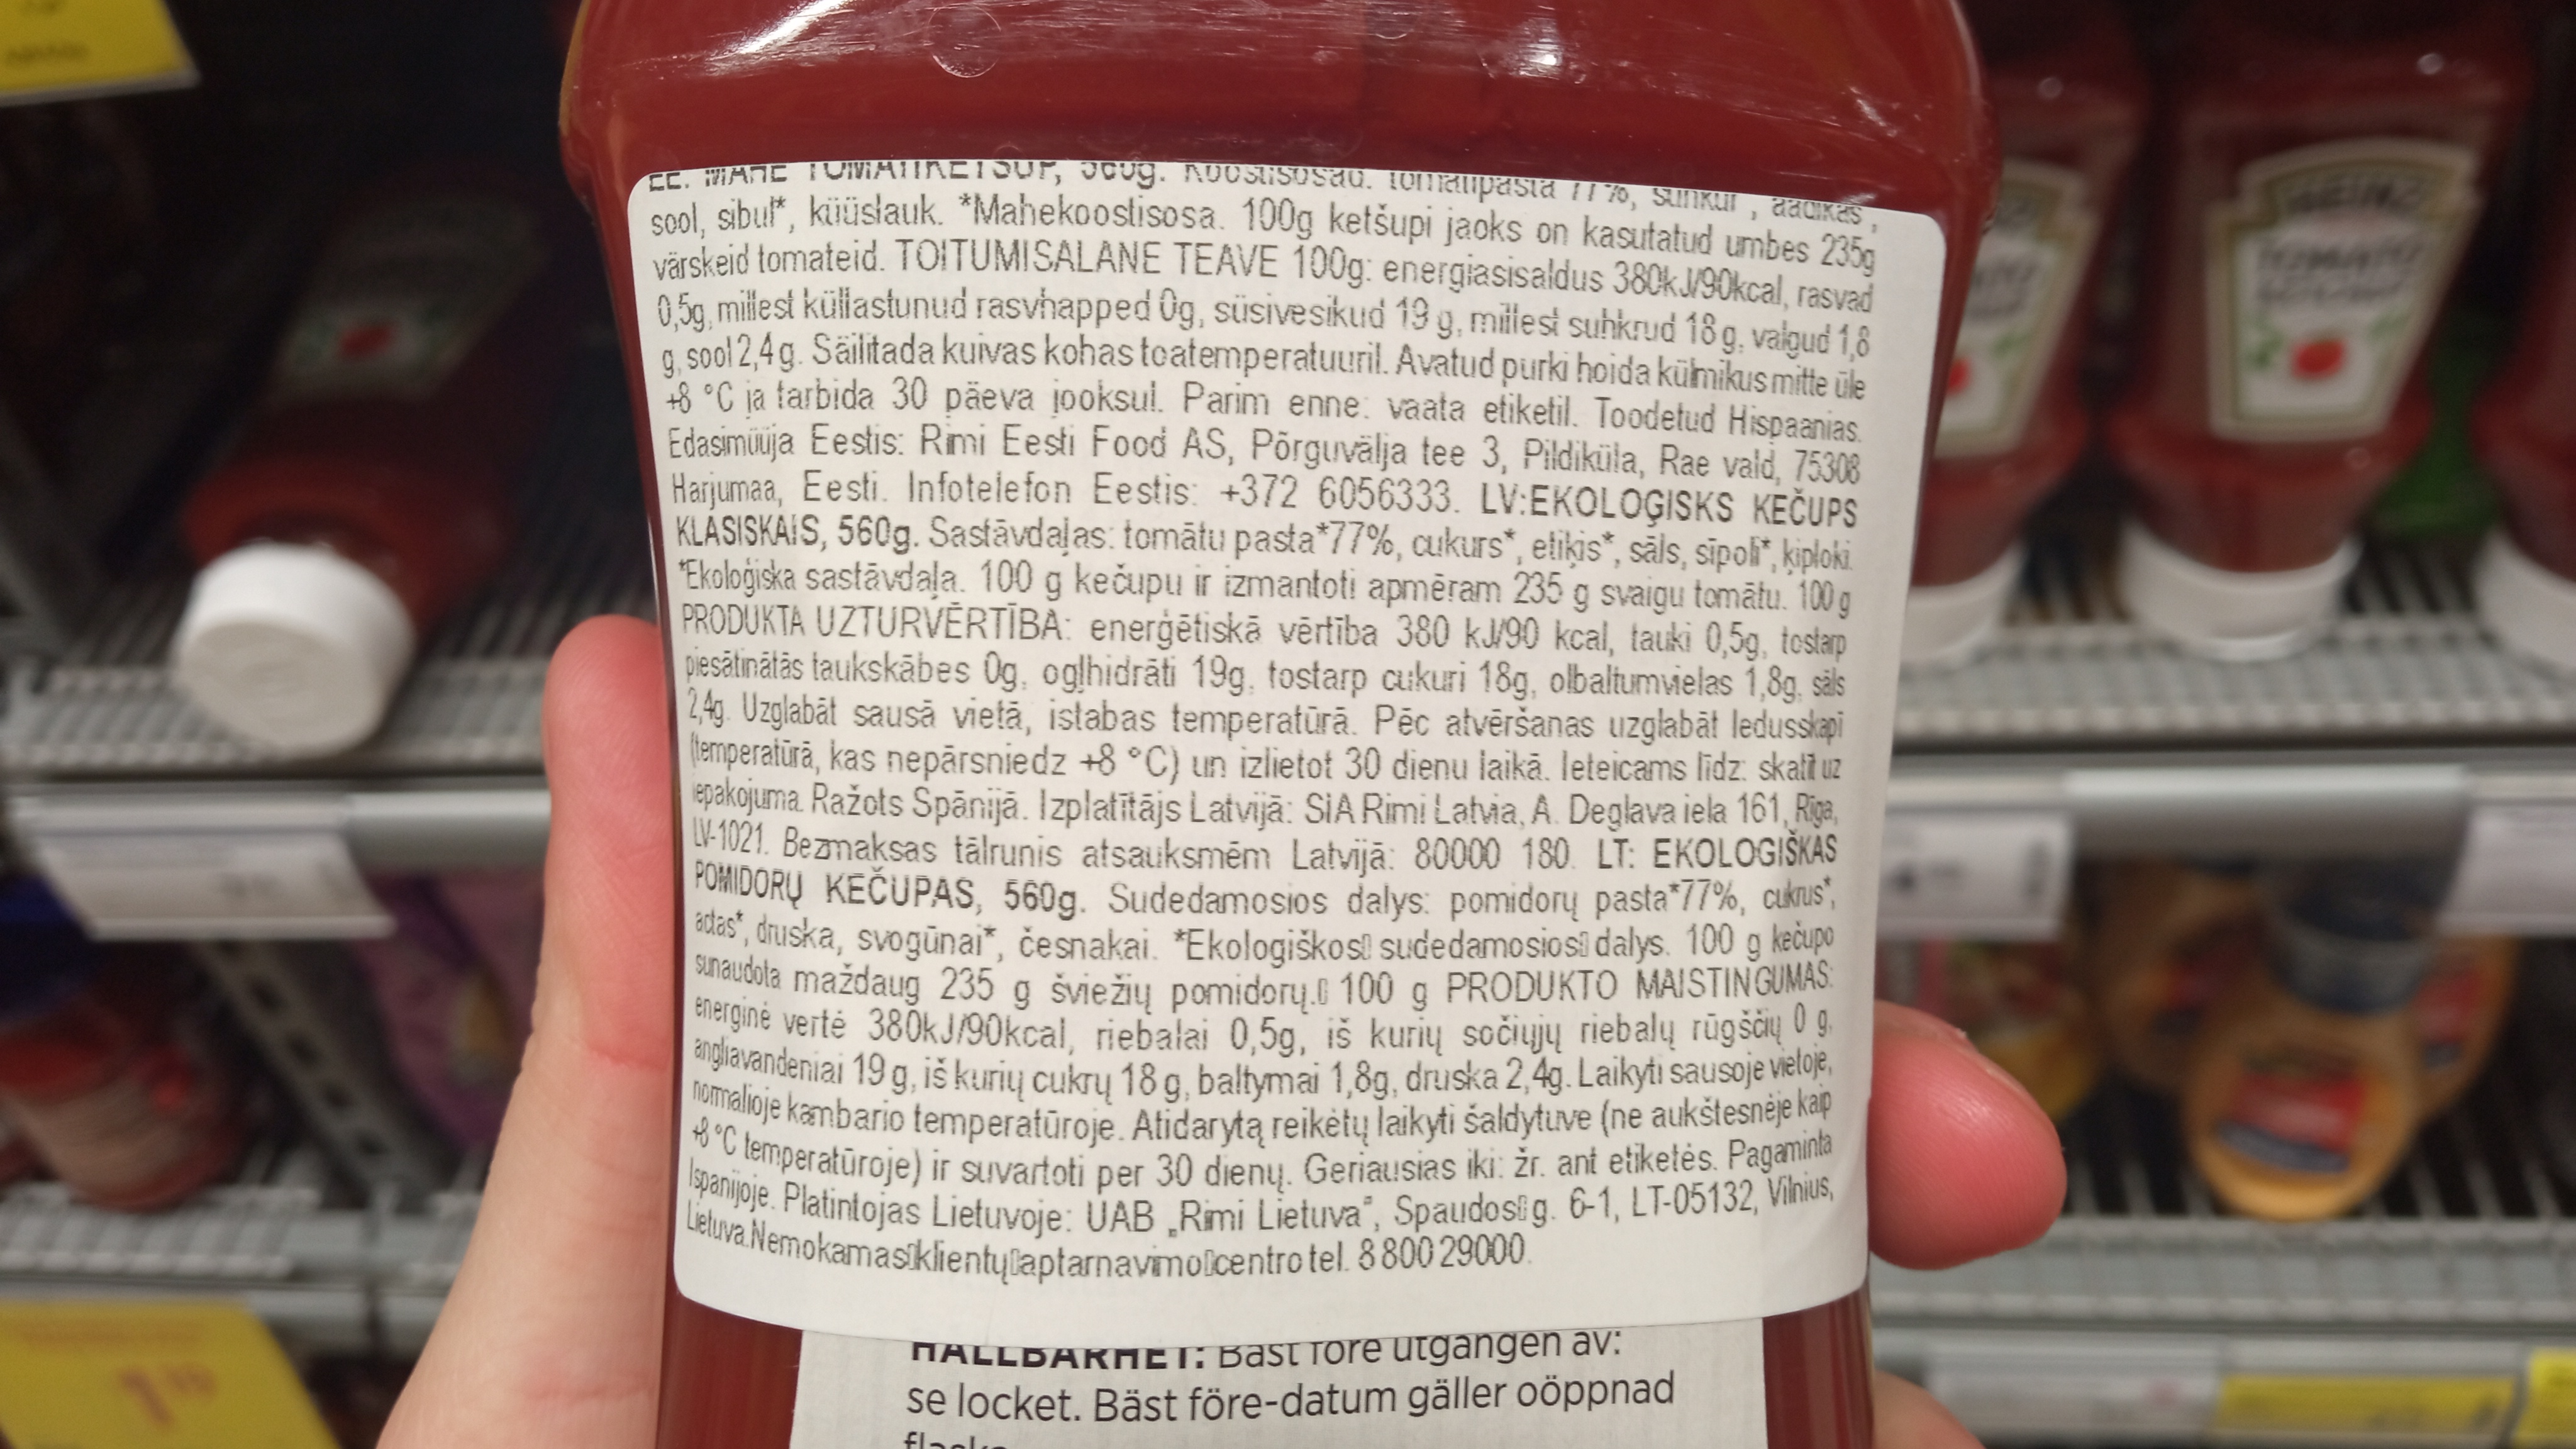 EE. MAHE TOMATIKETŠUP, 560g. Koostisosad: tomatipasta 77%, suhkur*, äädikas*,
sool, sibul*, küüslauk. *Mahekoostisosa. 100g ketšupi jaoks on kasutatud umbes 235g
värskeid tomateid. TOITUMISALANE TEAVE 100g: energiasisaldus 380kJ/90kcal, rasvad
0,5g, millest küllastunud rasvhapped 0g, süsivesikud 19 g, millest suhkrud 18 g, valgud 1,8
g, sool 2,4 g. Säilitada kuivas kohas toatemperatuuril. Avatud purki hoida külmikus mitte üle
+8 °C ja tarbida 30 päeva jooksul. Parim enne: vaata etiketil. Toodetud Hispaanias.
Edasimüüja Eestis: Rimi Eesti Food AS, Põrguvälja tee 3, Pildiküla, Rae vald, 75308
Harjumaa, Eesti. Infotelefon Eestis: +372 6056333. LV:EKOLOĢISKS KEČUPS
KLASISKAIS, 560g. Sastāvdaļas: tomātu pasta*77%, cukurs*, etiķis*, sāls, sīpoli*, ķiploki.
*Ekoloģiska sastāvdaļa. 100 g kečupu ir izmantoti apmēram 235 g svaigu tomātu. 100 g
PRODUKTA UZTURVĒRTĪBA: enerģētiskā vērtība 380 kJ/90 kcal, tauki 0,5g, tostarp
piesātinātās taukskābes 0g, ogļhidrāti 19g, tostarp cukuri 18g, olbaltumvielas 1,8g, sāls
2,4g. Uzglabāt sausā vietā, istabas temperatūrā. Pēc atvēršanas uzglabāt ledusskapī
(temperatūrā, kas nepārsniedz +8 °C) un izlietot 30 dienu laikā. Ieteicams līdz: skatīt uz
iepakojuma. Ražots Spānijā. Izplatītājs Latvijā: SIA Rimi Latvia, A. Deglava iela 161, Rīga,
LV-1021. Bezmaksas tālrunis atsauksmēm Latvijā: 80000 180. LT: EKOLOGIŠKAS
POMIDORŲ KEČUPAS, 560g. Sudedamosios dalys: pomidorų pasta*77%, cukrus*,
actas*, druska, svogūnai*, česnakai. *Ekologiškos▯ sudedamosios▯ dalys. 100 g kečupo
sunaudota maždaug 235 g šviežių pomidorų.▯ 100 g PRODUKTO MAISTINGUMAS:
energinė vertė 380kJ/90kcal, riebalai 0,5g, iš kurių sočiųjų riebalų rūgščių 0 g,
angliavandeniai 19 g, iš kurių cukrų 18 g, baltymai 1,8g, druska 2,4g. Laikyti sausoje vietoje,
normalioje kambario temperatūroje. Atidarytą reikėtų laikyti šaldytuve (ne aukštesnėje kaip
+8 °C temperatūroje) ir suvartoti per 30 dienų. Geriausias iki: žr. ant etiketės. Pagaminta
Ispanijoje. Platintojas Lietuvoje: UAB „Rimi Lietuva", Spaudos▯g. 6-1, LT-05132, Vilnius,
Lietuva.Nemokamas▯klientų▯aptarnavimo▯centro tel. 8 800 29000.
HÅLLBARHET: Bäst före utgången av:
se locket. Bäst före-datum gäller oöppnad
HEINZ
TOMATO